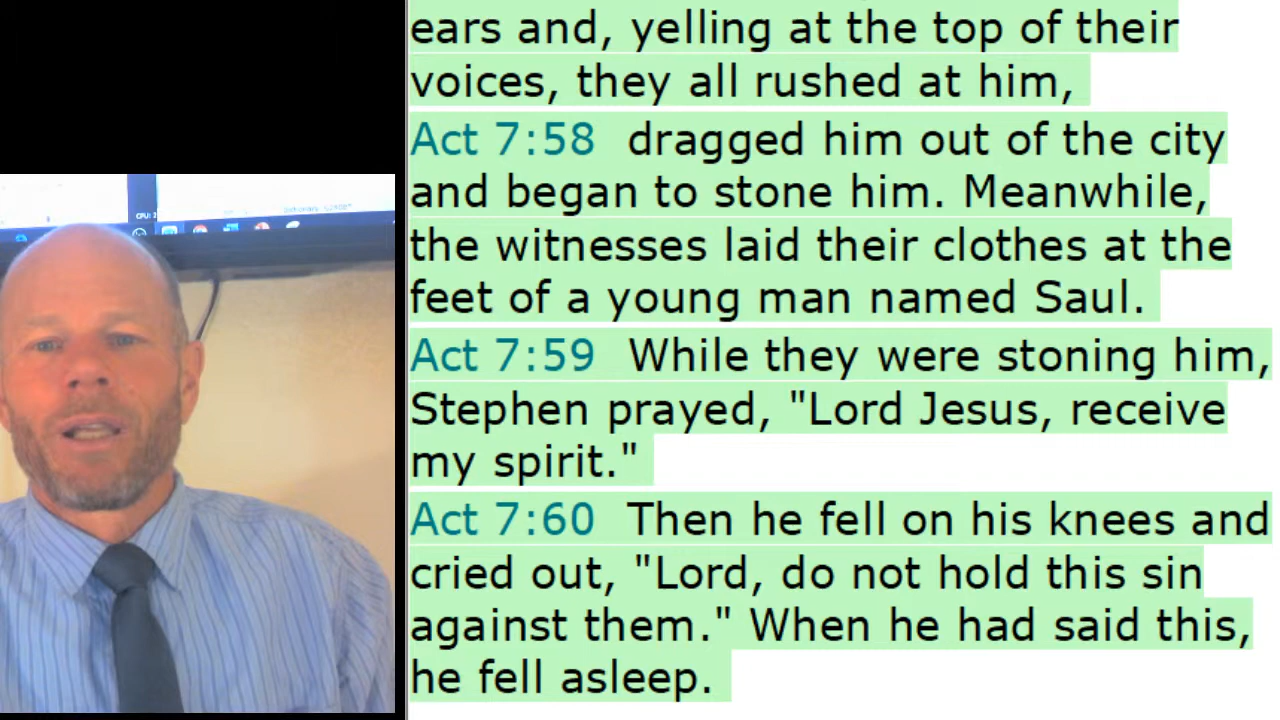 ears and, yelling at the top of their
voices, they all rushed at him,
Act 7:58 dragged him out of the city
and began to stone him. Meanwhile,
the witnesses laid their clothes at the
feet of a young man named Saul.
Act 7:59 While they were stoning him,
Stephen prayed, "Lord Jesus, receive
my spirit."
Act 7:60 Then he fell on his knees and
cried out, "Lord, do not hold this sin
against them." When he had said this,
he fell asleep.
CPU: